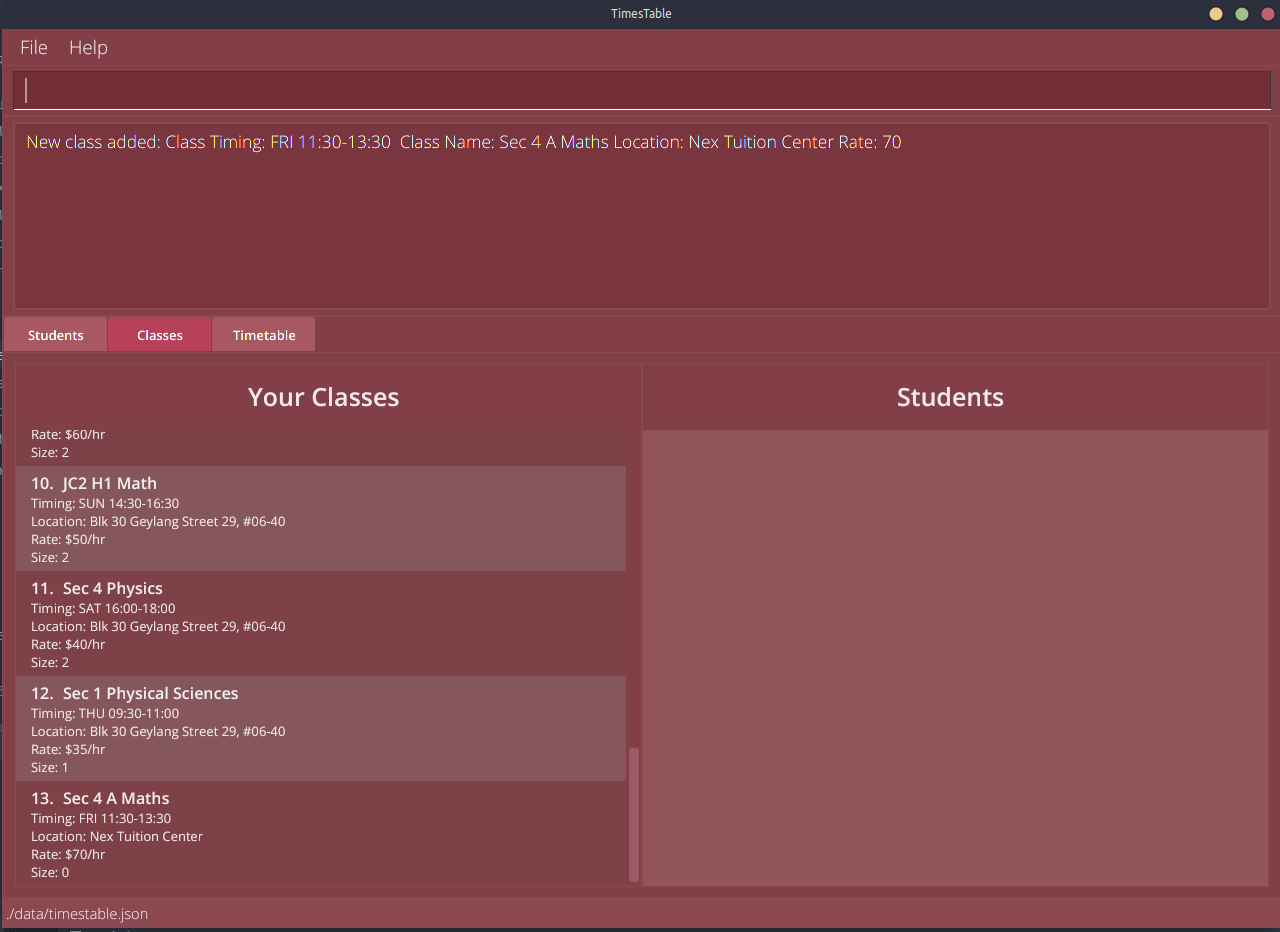 TimesTable
File Help
New class added: Class Timing: FRI 11:30-13:30  Class Name: Sec 4 A Maths Location: Nex Tuition Center Rate: 70
Students Classes Timetable
Your Classes
Rate: $60/hr
Size: 2
10. JC2 H1 Math
Timing: SUN 14:30-16:30
Location: Blk 30 Geylang Street 29, #06-40
Rate: $50/hr
Size: 2
11. Sec 4 Physics
Timing: SAT 16:00-18:00
Location: Blk 30 Geylang Street 29, #06-40
Rate: $40/hr
Size: 2
12. Sec 1 Physical Sciences
Timing: THU 09:30-11:00
Location: Blk 30 Geylang Street 29, #06-40
Rate: $35/hr
Size: 1
13. Sec 4 A Maths
Timing: FRI 11:30-13:30
Location: Nex Tuition Center
Rate: $70/hr
Size: 0
Students
./data/timestable.json